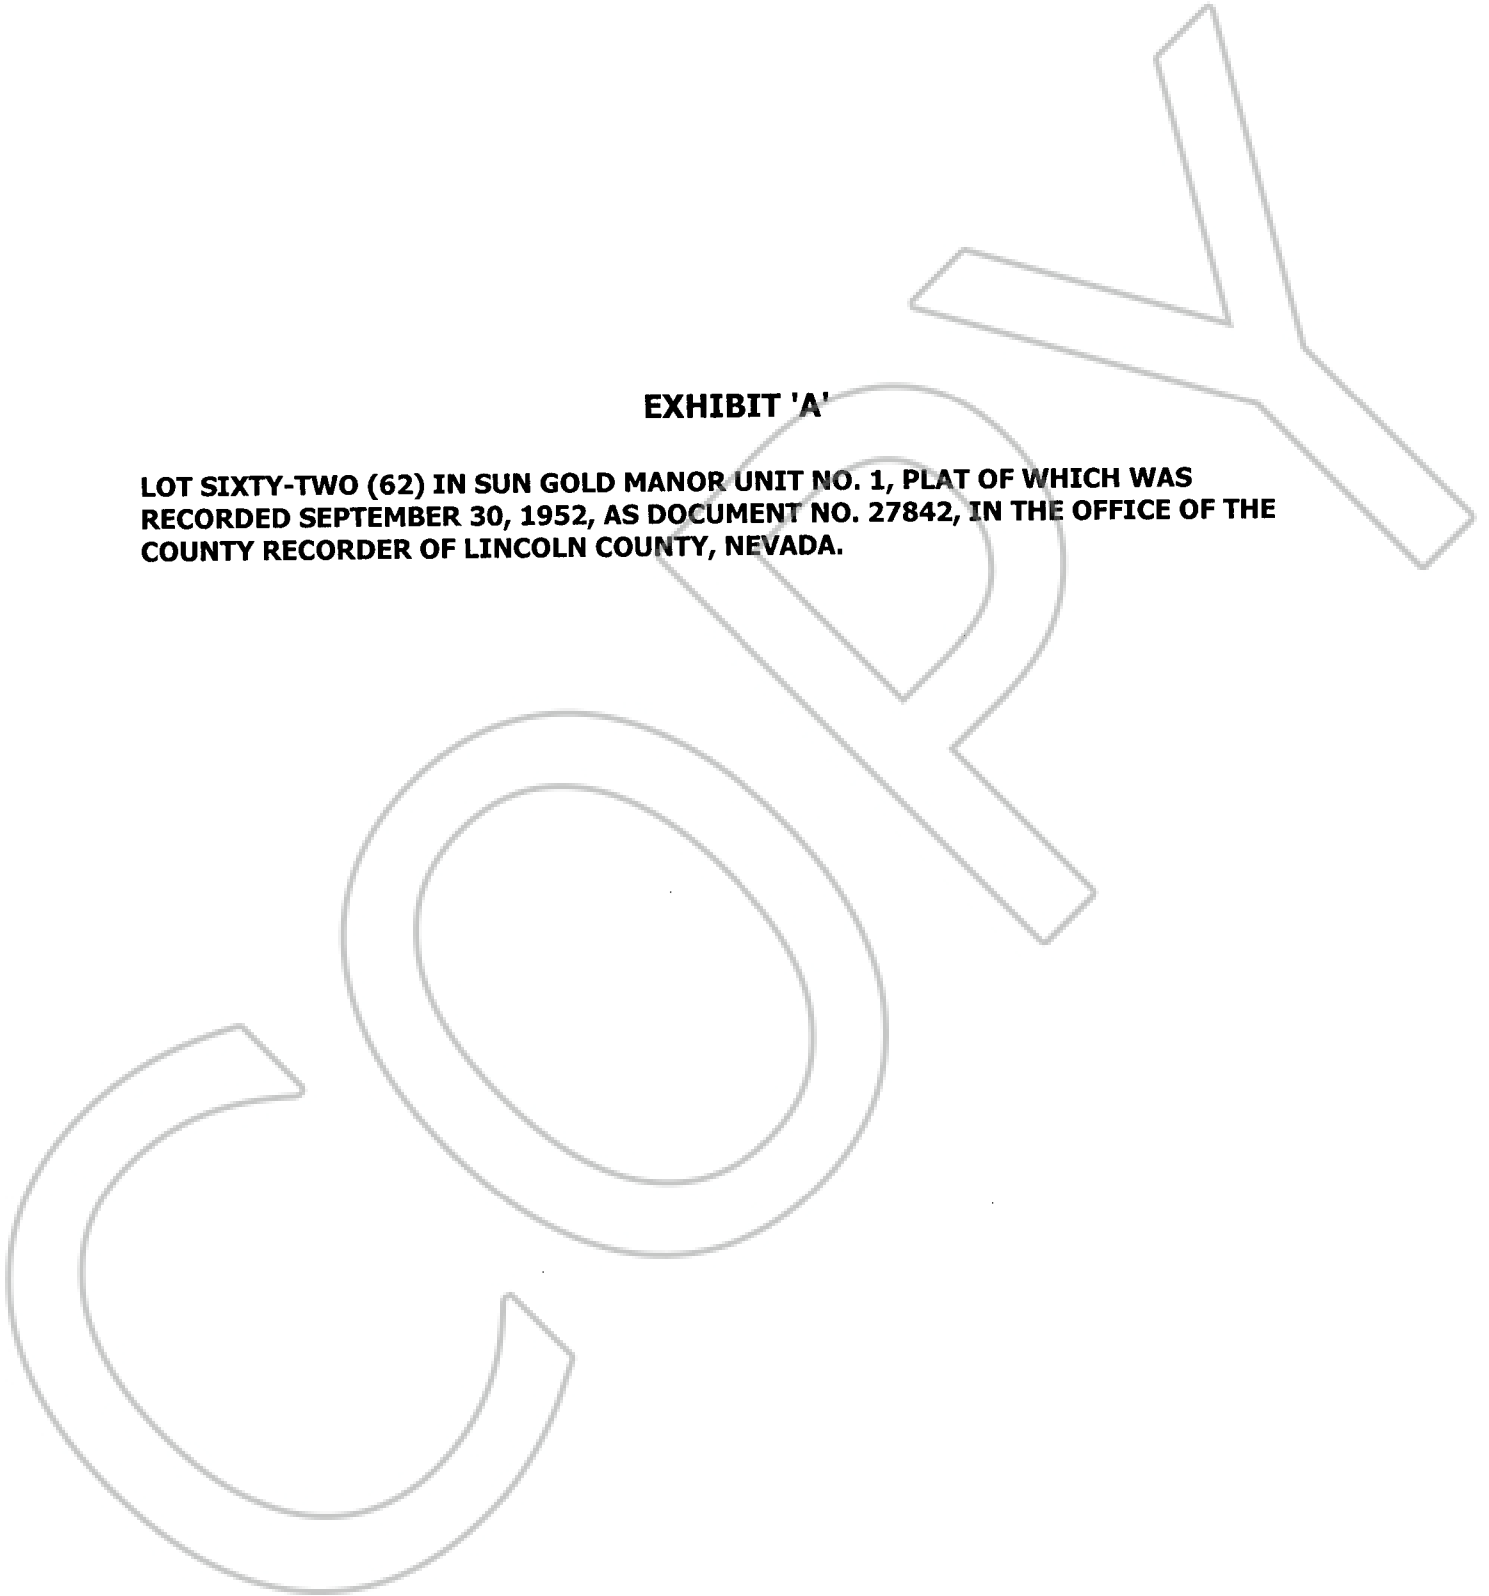 EXHIBIT 'A'
LOT SIXTY-TWO (62) IN SUN GOLD MANOR UNIT NO. 1, PLAT OF WHICH WAS
RECORDED SEPTEMBER 30, 1952, AS DOCUMENT NO. 27842, IN THE OFFICE OF THE
COUNTY RECORDER OF LINCOLN COUNTY, NEVADA.
COPY